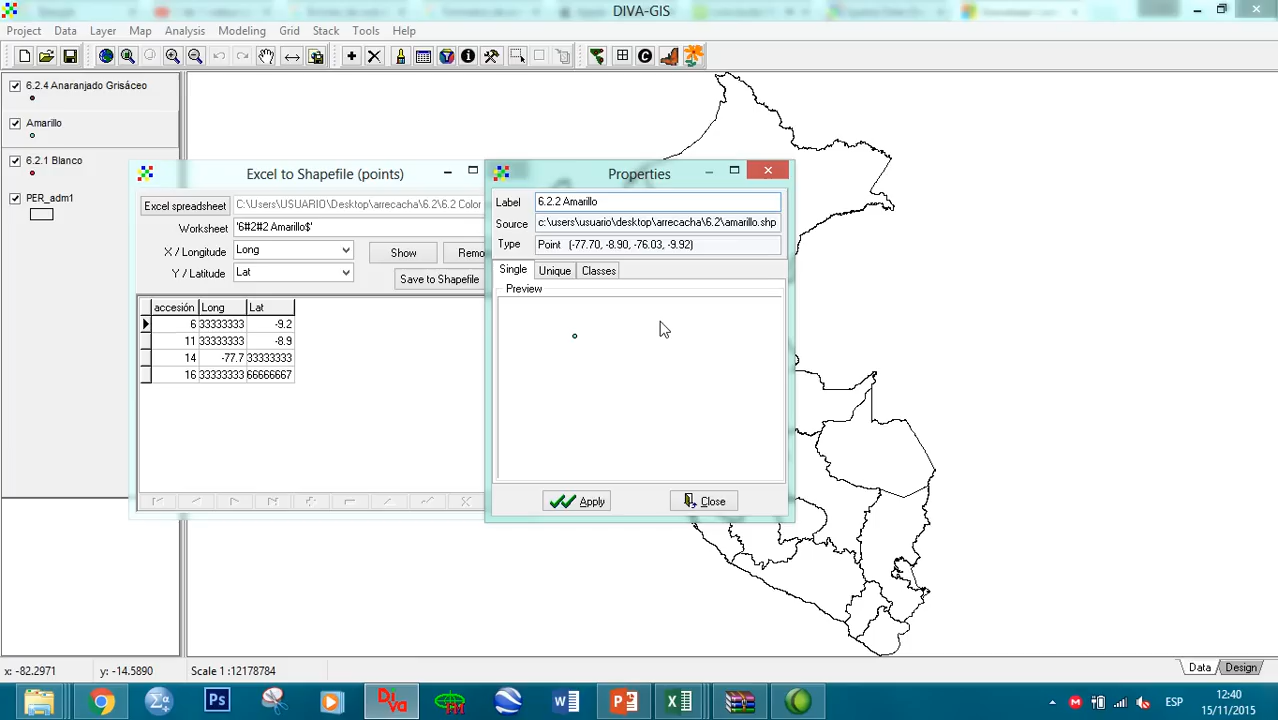 DIVA-GIS
Project Data Layer Map Analysis Modeling Grid Stack Tools Help
6.2.4 Anaranjado Grisáceo
Amarillo
6.2.1 Blanco
PER_adm1
Excel to Shapefile (points)
Excel spreadsheet C:\Users\USUARIO\Desktop\arrecacha\6.2\6.2 Color
Worksheet '6#2#2 Amarillo$'
X / Longitude Long Show Remo
Y / Latitude Lat Save to Shapefile
accesión Long Lat
6 33333333 -9.2
11 33333333 -8.9
14 -77.7 33333333
16 33333333 66666667
Properties
Label 6.2.2 Amarillo
Source c:\users\usuario\desktop\arrecacha\6.2\amarillo.shp
Type Point (-77.70, -8.90, -76.03, -9.92)
Single Unique Classes
Preview
Apply Close
x: -82.2971 y: -14.5890 Scale 1 :12178784
Data Design
ESP
12:40
15/11/2015